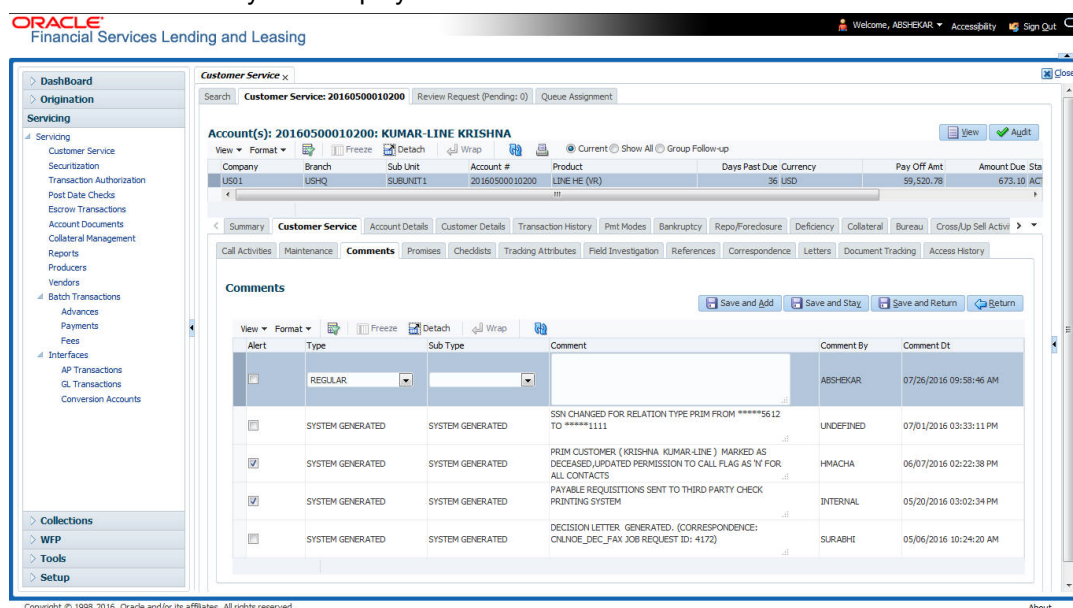 ORACLE
Financial Services Lending and Leasing
Welcome, ABSHEKAR Accessibility Sign Out
DashBoard
Origination
Servicing
Servicing
Customer Service
Securitization
Transaction Authorization
Post Date Checks
Escrow Transactions
Account Documents
Collateral Management
Reports
Producers
Vendors
Batch Transactions
Advances
Payments
Fees
Interfaces
AP Transactions
GL Transactions
Conversion Accounts
Collections
WFP
Tools
Setup
Customer Service x
Close
Search Customer Service: 20160500010200 Review Request (Pending: 0) Queue Assignment
Account(s): 20160500010200: KUMAR-LINE KRISHNA
View Audit
View Format Freeze Detach Wrap Current Show All Group Follow-up
Company Branch Sub Unit Account # Product Days Past Due Currency Pay Off Amt Amount Due Sta
US01 USHQ SUBUNIT1 20160500010200 LINE HE (VR) 36 USD 59,520.78 673.10 AC
Summary Customer Service Account Details Customer Details Transaction History Pmt Modes Bankruptcy Repo/Foreclosure Deficiency Collateral Bureau Cross/Up Sell Activi
Call Activities Maintenance Comments Promises Checklists Tracking Attributes Field Investigation References Correspondence Letters Document Tracking Access History
Comments
Save and Add Save and Stay Save and Return Return
View Format Freeze Detach Wrap
Alert Type Sub Type Comment Comment By Comment Dt
REGULAR ABSHEKAR 07/26/2016 09:58:46 AM
SSN CHANGED FOR RELATION TYPE PRIM FROM *****5612
TO *****1111
SYSTEM GENERATED SYSTEM GENERATED UNDEFINED 07/01/2016 03:33:11 PM
PRIM CUSTOMER ( KRISHNA KUMAR-LINE ) MARKED AS
DECEASED,UPDATED PERMISSION TO CALL FLAG AS 'N' FOR
ALL CONTACTS
SYSTEM GENERATED SYSTEM GENERATED HMACHA 06/07/2016 02:22:38 PM
PAYABLE REQUISITIONS SENT TO THIRD PARTY CHECK
PRINTING SYSTEM
SYSTEM GENERATED SYSTEM GENERATED INTERNAL 05/20/2016 03:02:34 PM
DECISION LETTER GENERATED. (CORRESPONDENCE:
CNLNOE_DEC_FAX JOB REQUEST ID: 4172)
SYSTEM GENERATED SYSTEM GENERATED SURABHI 05/06/2016 10:24:20 AM
Copyright © 1998, 2016, Oracle and/or its affiliates. All rights reserved.
About